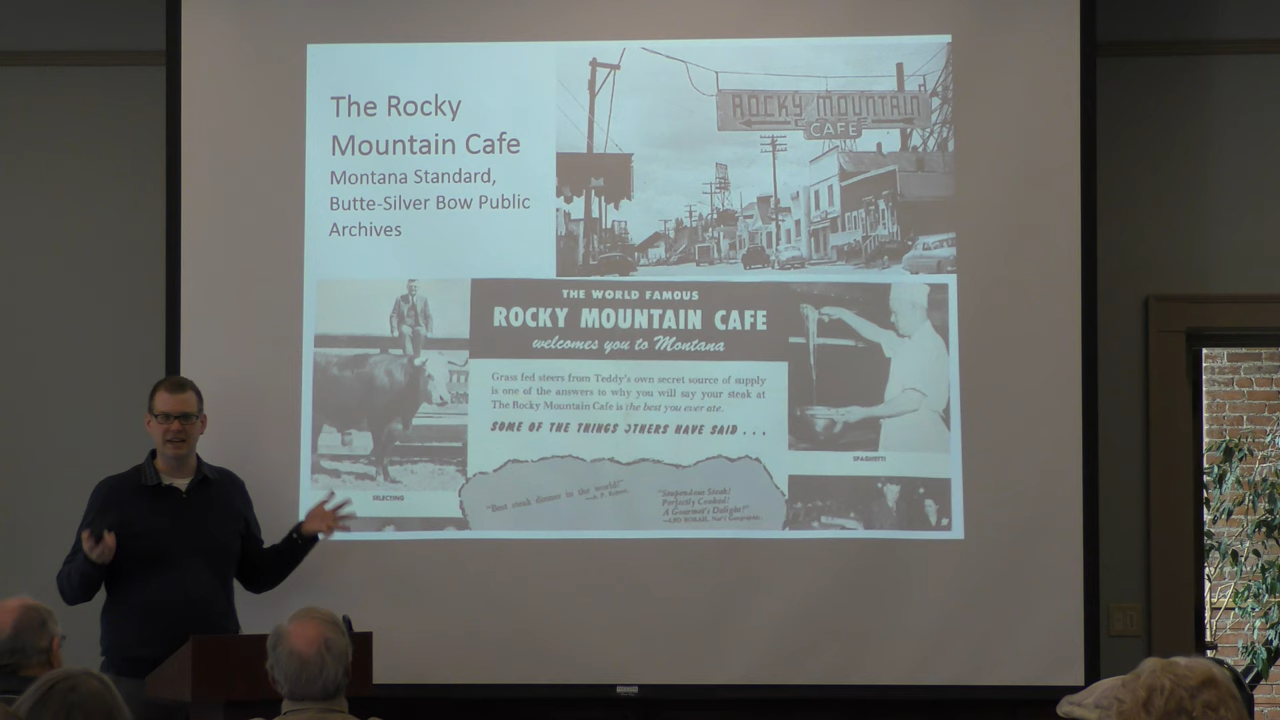 The Rocky
Mountain Cafe
Montana Standard,
Butte-Silver Bow Public
Archives
ROCKY MOUNTAIN
CAFE
THE WORLD FAMOUS
ROCKY MOUNTAIN CAFE
welcomes you to Montana
Grass fed steers from Teddy's own secret source of supply
is one of the answers to why you will say your steak at
The Rocky Mountain Cafe is the best you ever ate.
SOME OF THE THINGS OTHERS HAVE SAID . . .
"Best steak dinner in the world!"
"Stupendous Steak!
Perfectly Cooked!
A Gourmet's Delight!"
SELECTING
SPAGHETTI